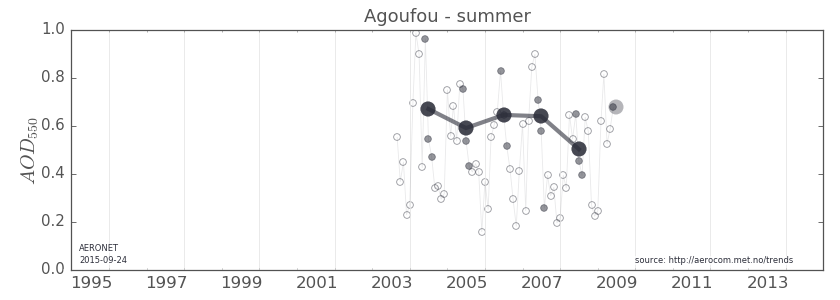 Agoufou - summer
1.0
0.8
0.6
0.4
0.2
0.0
AOD550
AERONET
2015-09-24
source: http://aerocom.met.no/trends
1995 1997 1999 2001 2003 2005 2007 2009 2011 2013